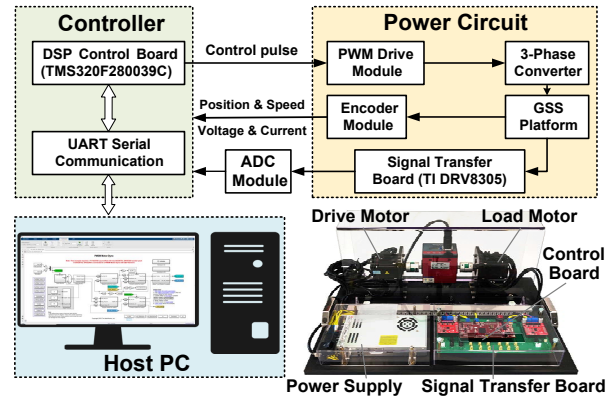 Controller
Power Circuit
DSP Control Board
(TMS320F280039C)
Control pulse
PWM Drive
Module
3-Phase
Converter
Position & Speed
Encoder
Module
GSS
Platform
Voltage & Current
UART Serial
Communication
ADC
Module
Signal Transfer
Board (TI DRV8305)
Drive Motor
Load Motor
Control
Board
Host PC
Power Supply
Signal Transfer Board